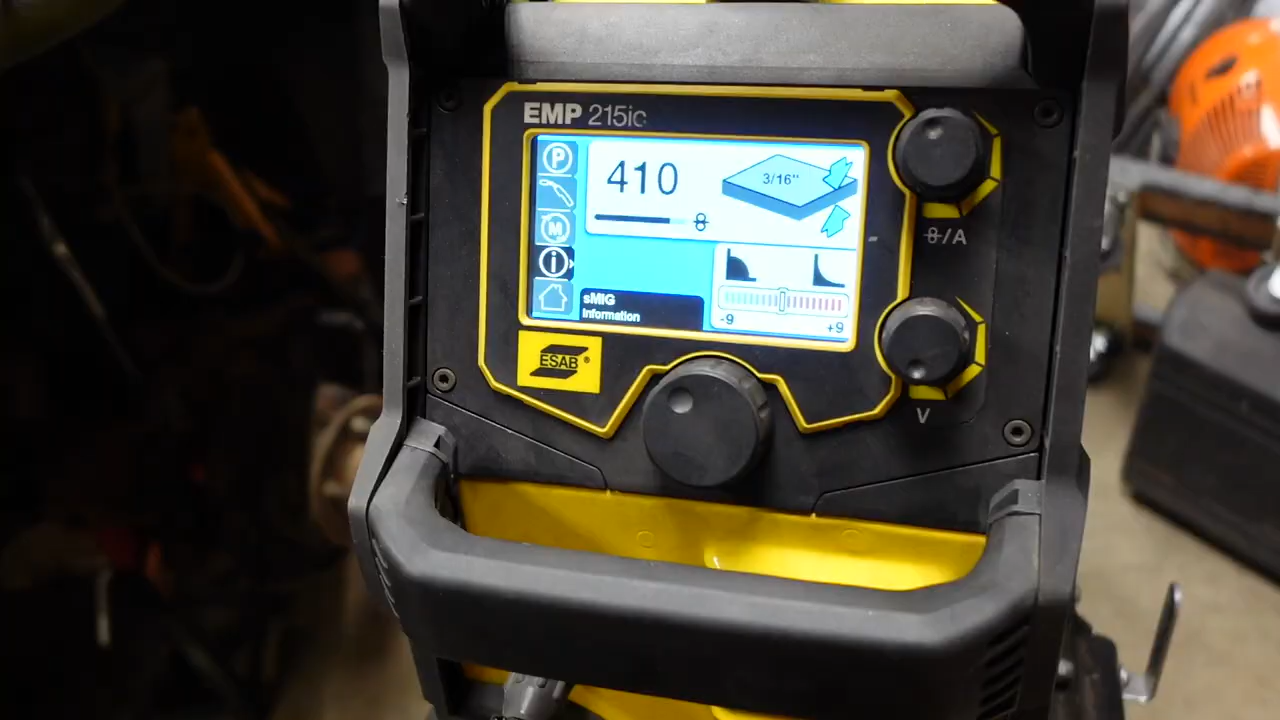 EMP 215ic
P
410
3/16"
M
i
sMIG
Information
-9
+9
/A
V
ESAB ®